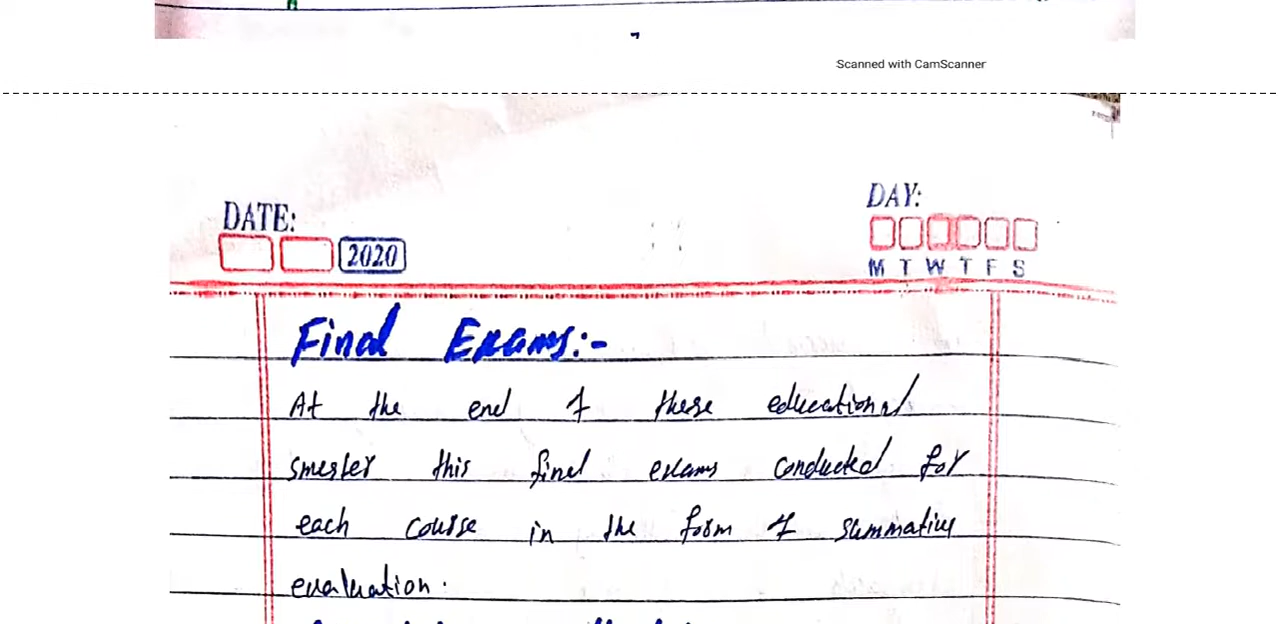 Scanned with CamScanner
DATE:
2020
DAY:
M T W T F S
Final Exams:-
At the end of these educational
smester this final exams conducted for
each course in the form of summative
evaluation.